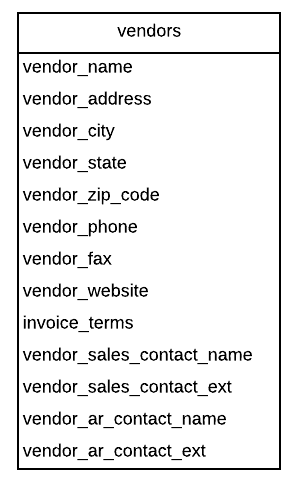 vendors
vendor_name
vendor_address
vendor_city
vendor_state
vendor_zip_code
vendor_phone
vendor_fax
vendor_website
invoice_terms
vendor_sales_contact_name
vendor_sales_contact_ext
vendor_ar_contact_name
vendor_ar_contact_ext